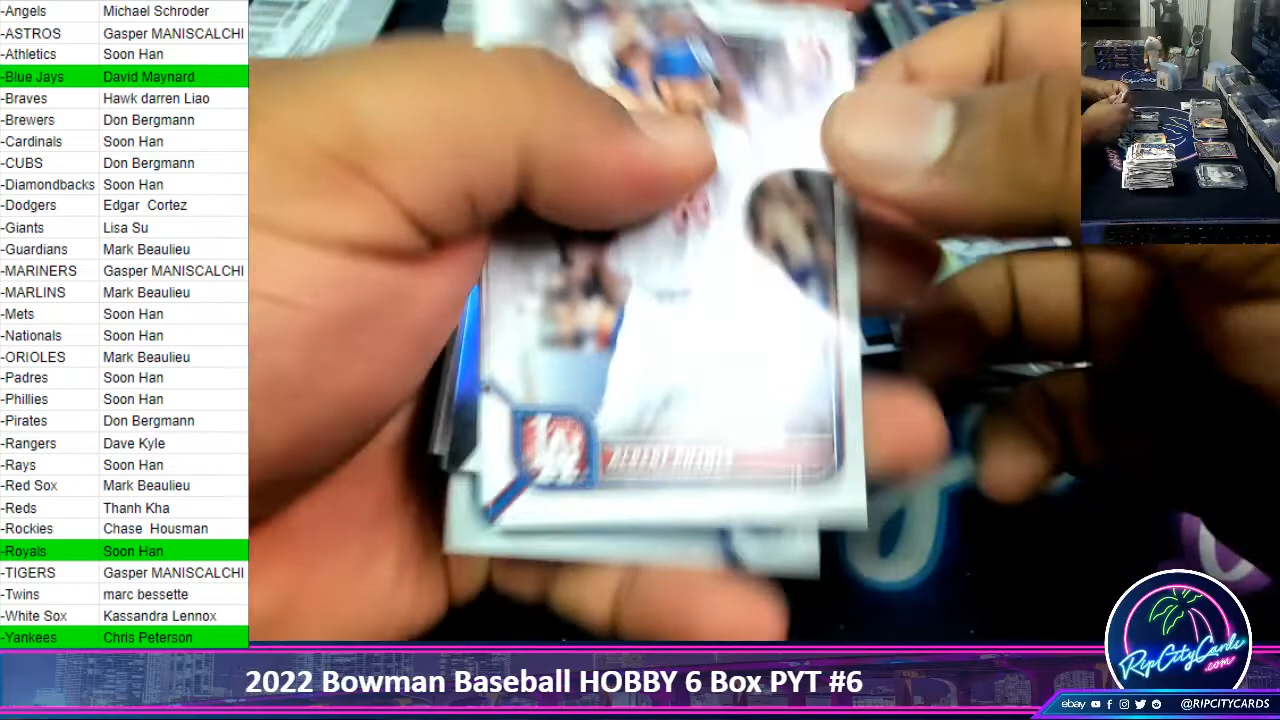 -Angels Michael Schroder
-ASTROS Gasper MANISCALCHI
-Athletics Soon Han
-Blue Jays David Maynard
-Braves Hawk darren Liao
-Brewers Don Bergmann
-Cardinals Soon Han
-CUBS Don Bergmann
-Diamondbacks Soon Han
-Dodgers Edgar Cortez
-Giants Lisa Su
-Guardians Mark Beaulieu
-MARINERS Gasper MANISCALCHI
-MARLINS Mark Beaulieu
-Mets Soon Han
-Nationals Soon Han
-ORIOLES Mark Beaulieu
-Padres Soon Han
-Phillies Soon Han
-Pirates Don Bergmann
-Rangers Dave Kyle
-Rays Soon Han
-Red Sox Mark Beaulieu
-Reds Thanh Kha
-Rockies Chase Housman
-Royals Soon Han
-TIGERS Gasper MANISCALCHI
-Twins marc bessette
-White Sox Kassandra Lennox
-Yankees Chris Peterson
2022 Bowman Baseball HOBBY 6 Box PYT #6
RipCityCards
.com
ebay @RIPCITYCARDS